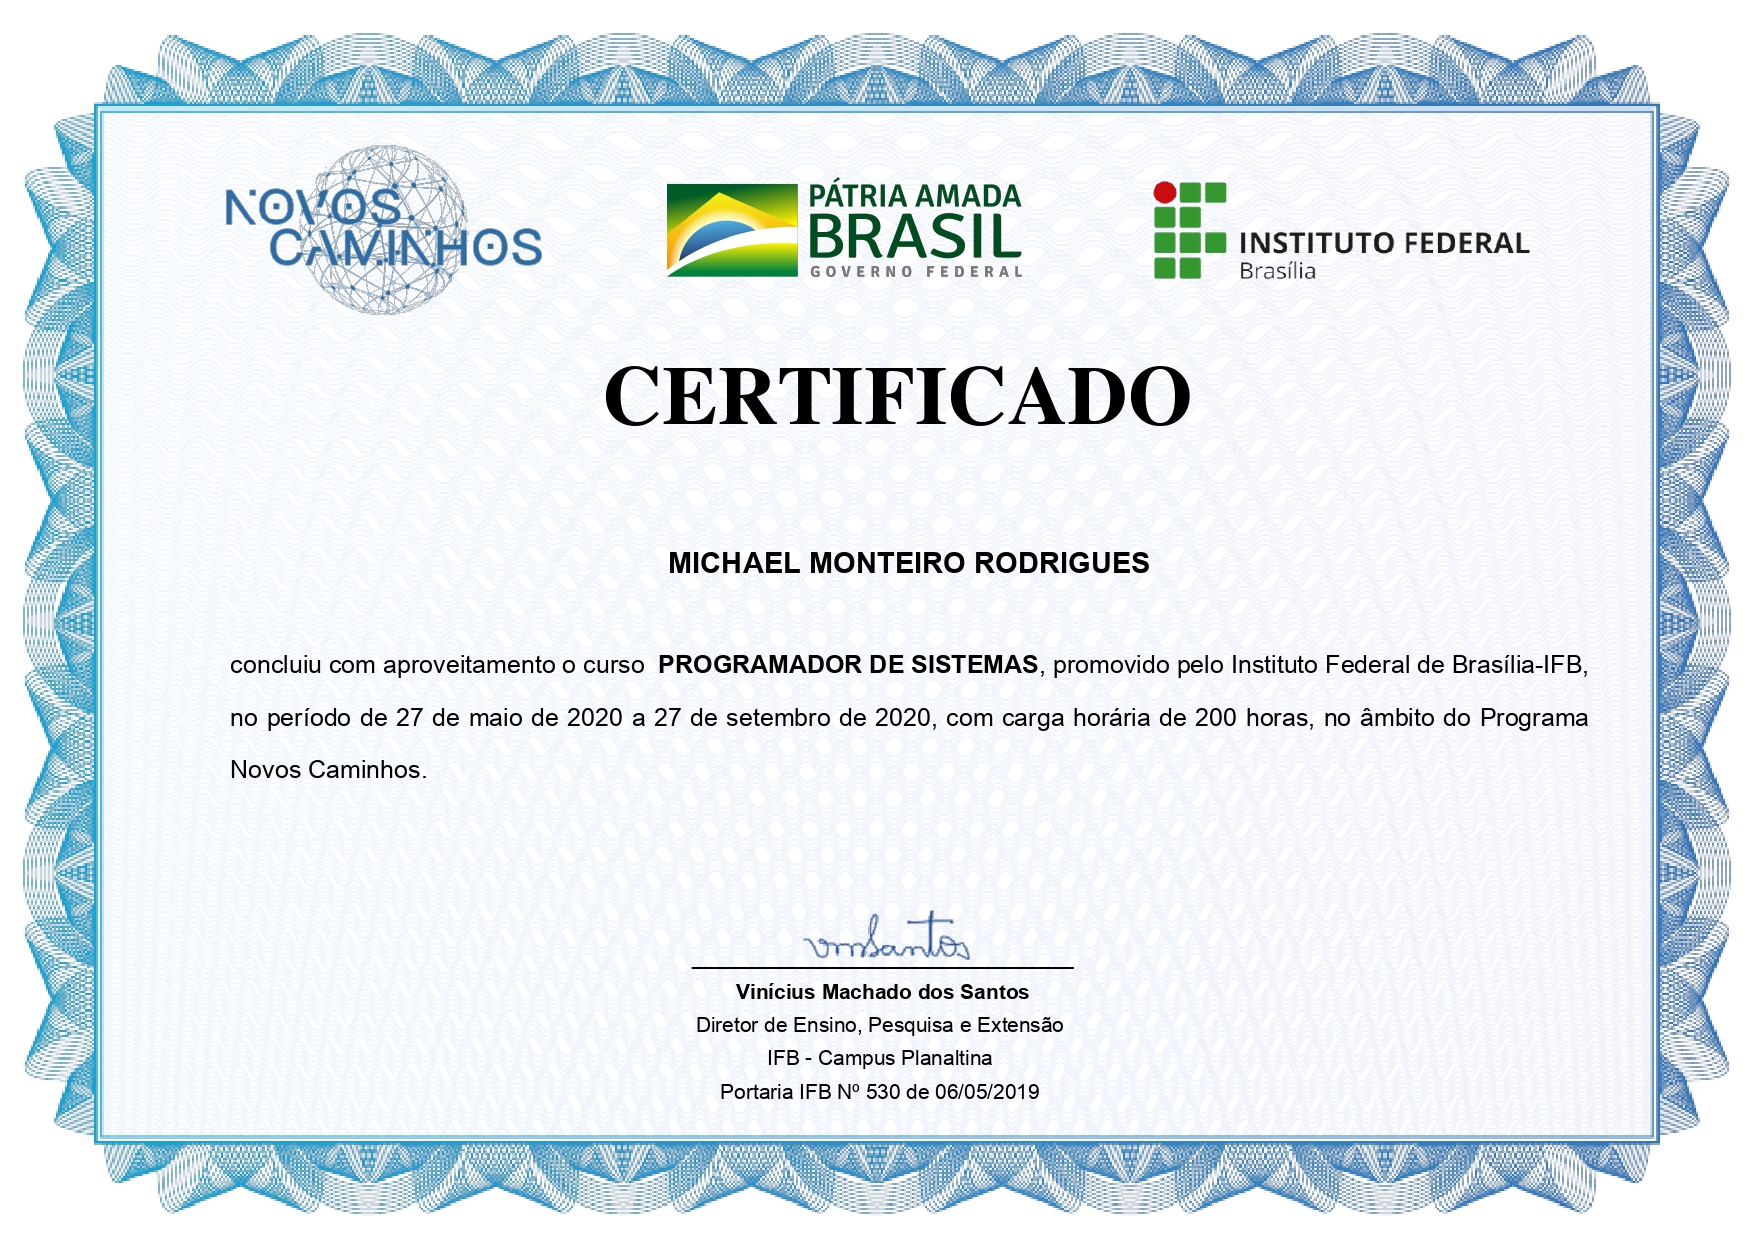 NOVOS
CAMINHOS
PÁTRIA AMADA
BRASIL
GOVERNO FEDERAL
INSTITUTO FEDERAL
Brasília
CERTIFICADO
MICHAEL MONTEIRO RODRIGUES
concluiu com aproveitamento o curso PROGRAMADOR DE SISTEMAS, promovido pelo Instituto Federal de Brasília-IFB,
no período de 27 de maio de 2020 a 27 de setembro de 2020, com carga horária de 200 horas, no âmbito do Programa
Novos Caminhos.
vmSantos
Vinícius Machado dos Santos
Diretor de Ensino, Pesquisa e Extensão
IFB - Campus Planaltina
Portaria IFB Nº 530 de 06/05/2019